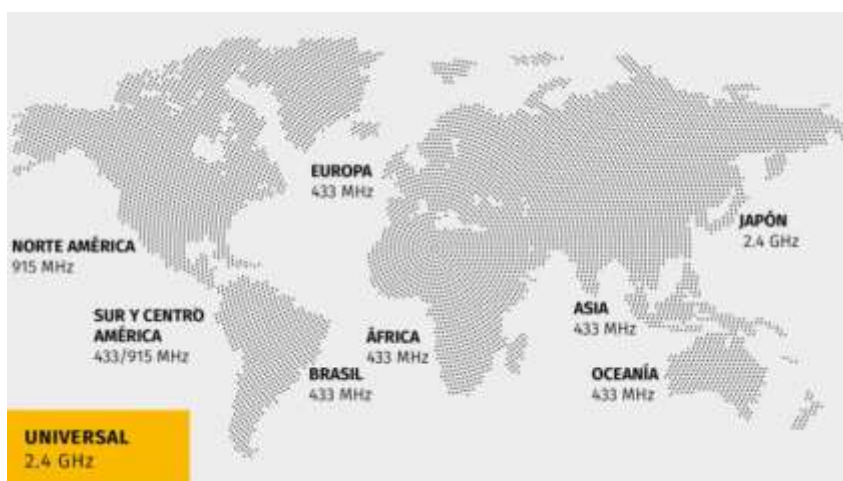 EUROPA
433 MHz
JAPÓN
2.4 GHz
NORTE AMÉRICA
915 MHz
SUR Y CENTRO
AMÉRICA
433/915 MHz
ÁFRICA
433 MHz
ASIA
433 MHz
BRASIL
433 MHz
OCEANÍA
433 MHz
UNIVERSAL
2.4 GHz